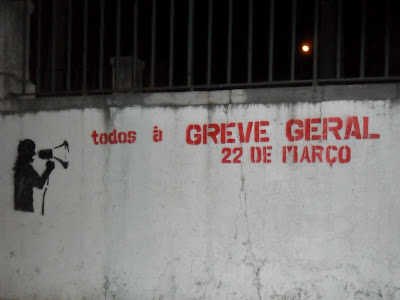 todos à GREVE GERAL
22 DE MARÇO